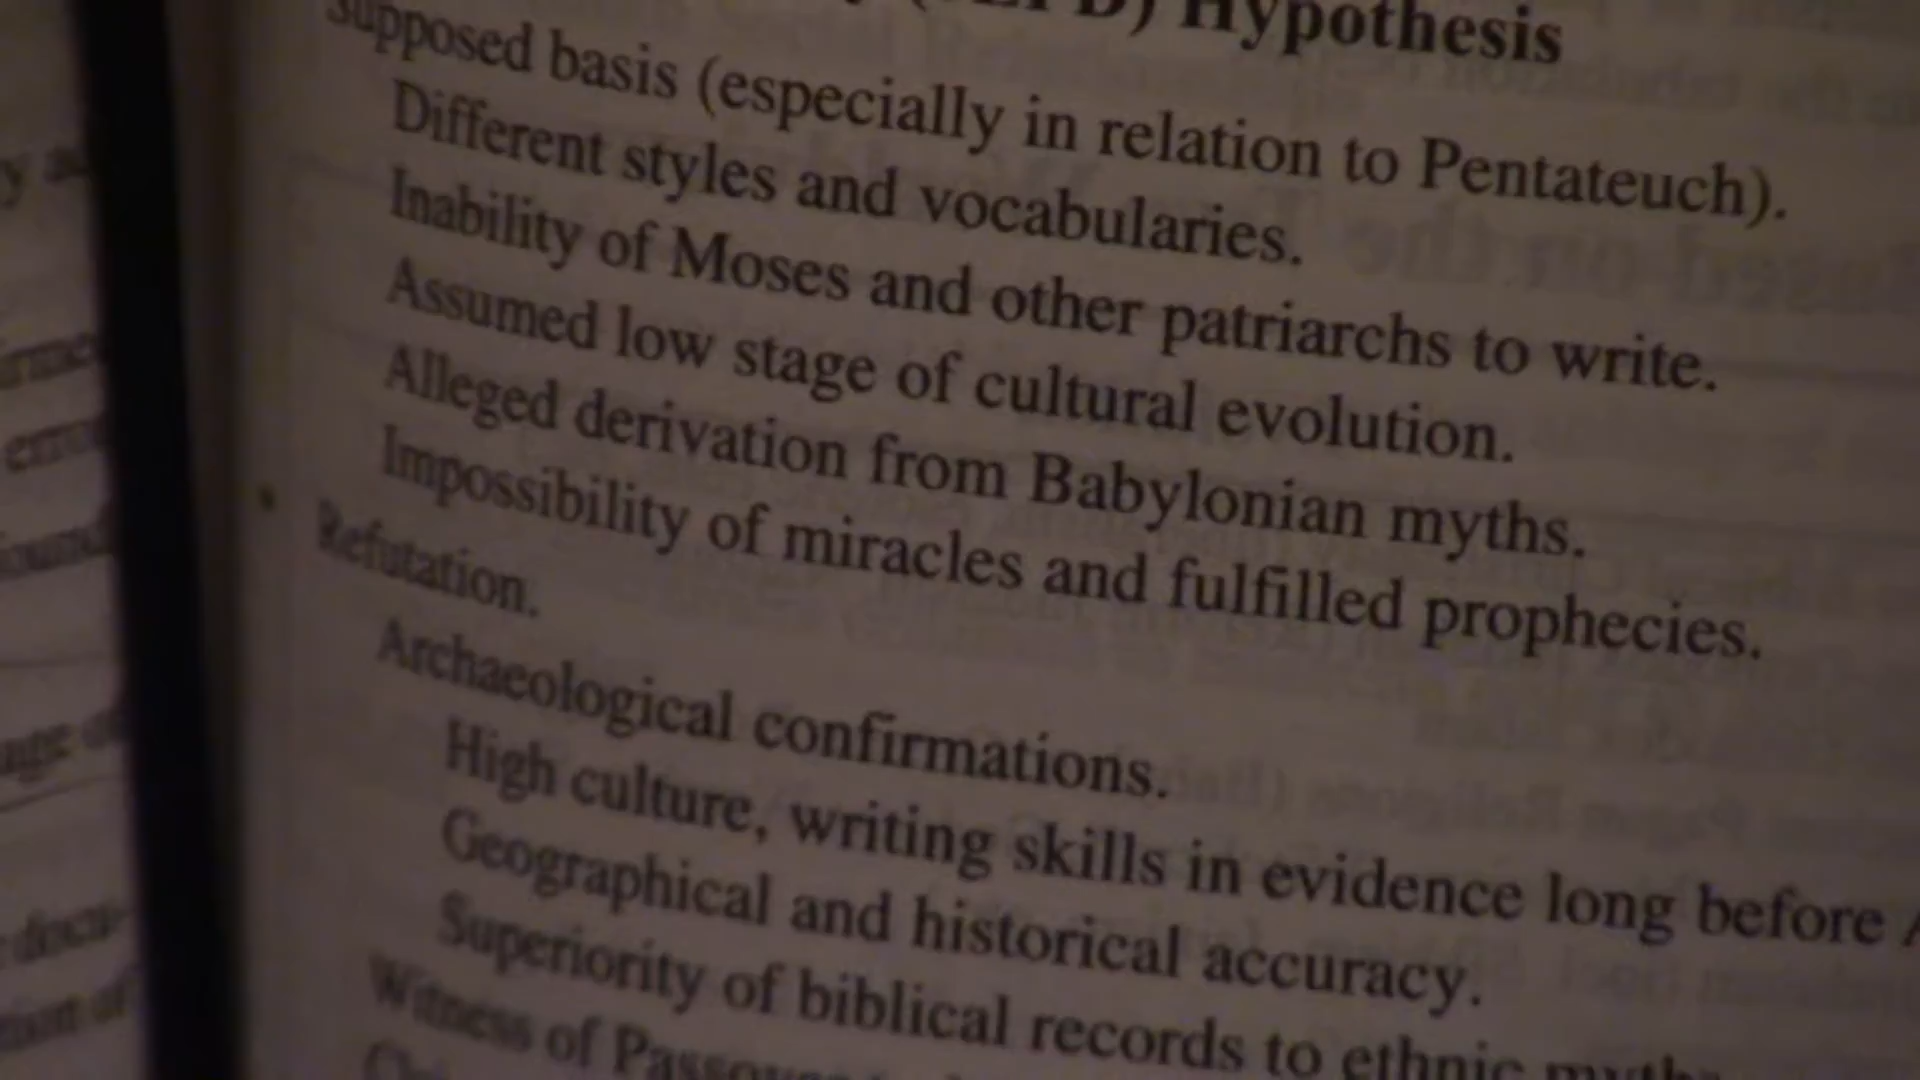 Hypothesis
Supposed basis (especially in relation to Pentateuch).
Different styles and vocabularies.
Inability of Moses and other patriarchs to write.
Assumed low stage of cultural evolution.
Alleged derivation from Babylonian myths.
Impossibility of miracles and fulfilled prophecies.
• Refutation.
Archaeological confirmations.
High culture, writing skills in evidence long before A
Geographical and historical accuracy.
Superiority of biblical records to ethnic myths
Witness of